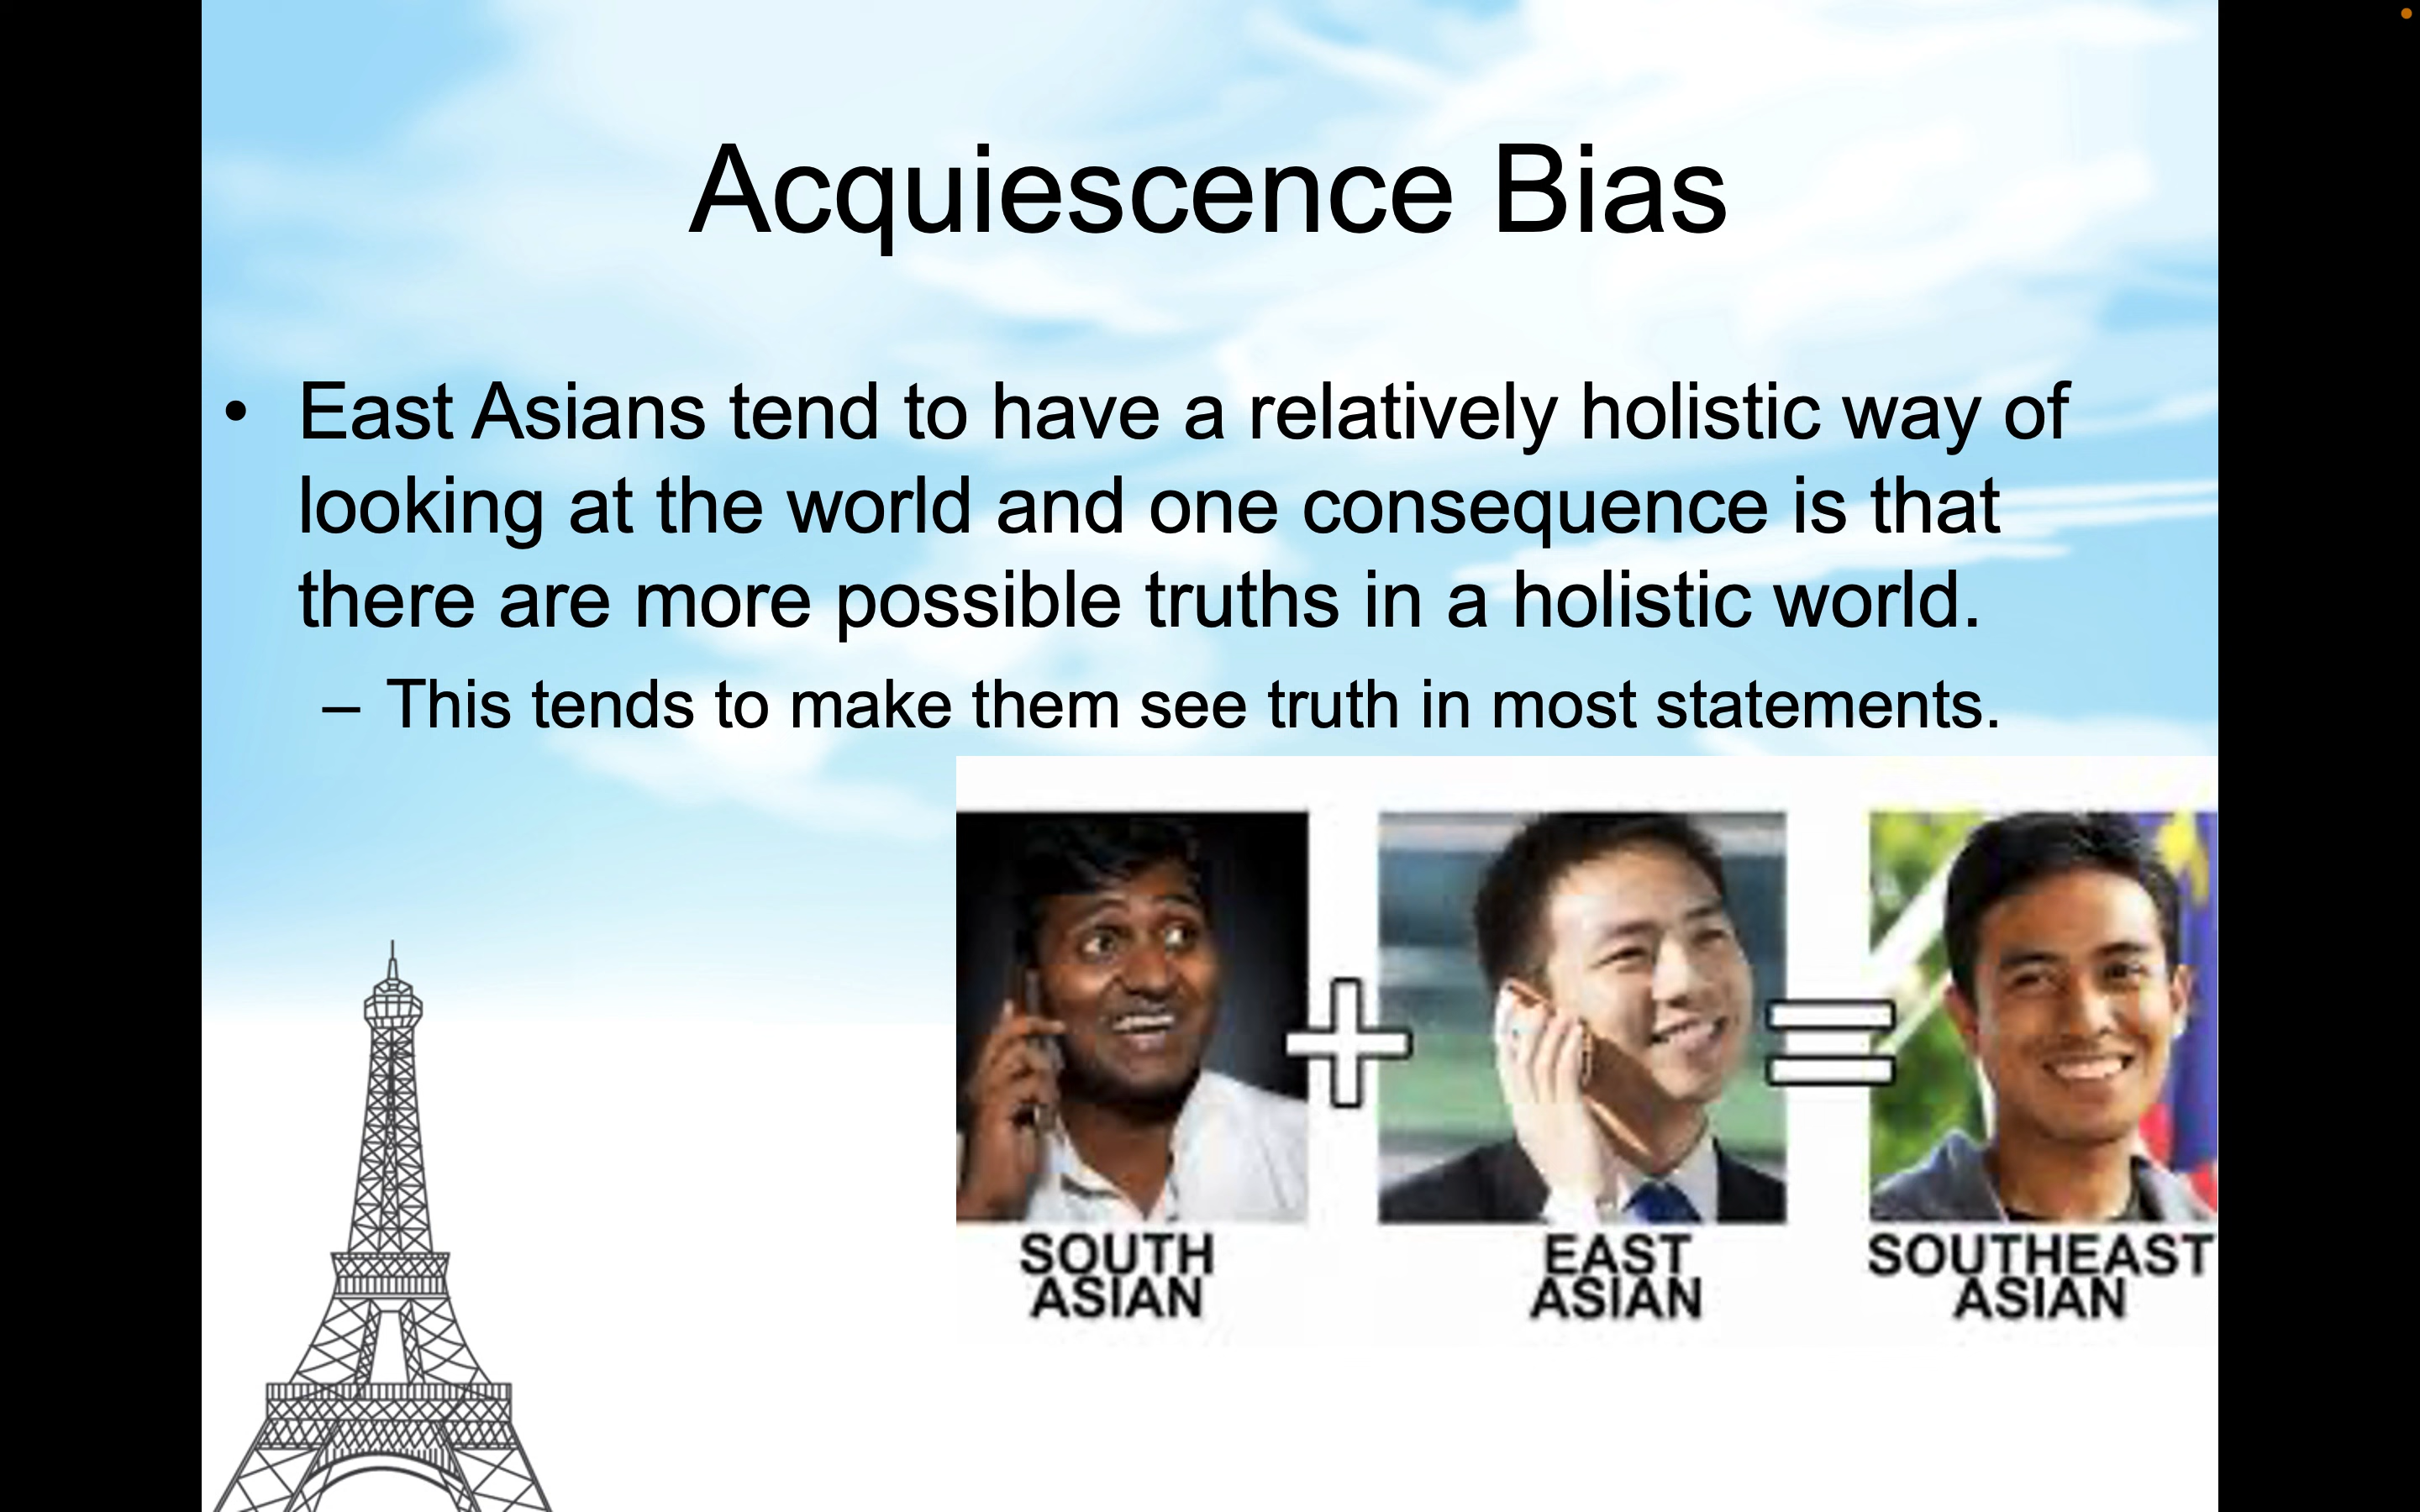 Acquiescence Bias
• East Asians tend to have a relatively holistic way of
looking at the world and one consequence is that
there are more possible truths in a holistic world.
– This tends to make them see truth in most statements.
SOUTH
ASIAN
EAST
ASIAN
SOUTHEAST
ASIAN